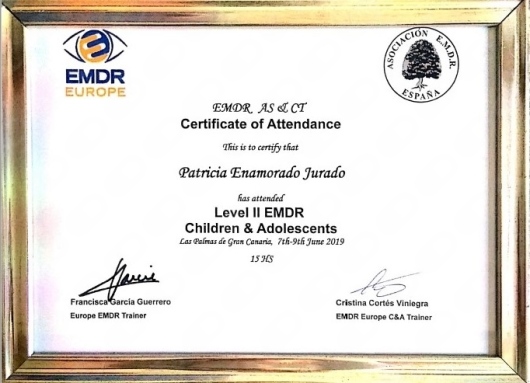 EMDR
EUROPE
ASOCIACIÓN E.M.D.R.
ESPAÑA
EMDR AS & CT
Certificate of Attendance
This is to certify that
Patricia Enamorado Jurado
has attended
Level II EMDR
Children & Adolescents
Las Palmas de Gran Canaria, 7th-9th June 2019
15 HS
Francisca García Guerrero
Europe EMDR Trainer
Cristina Cortés Viniegra
EMDR Europe C&A Trainer